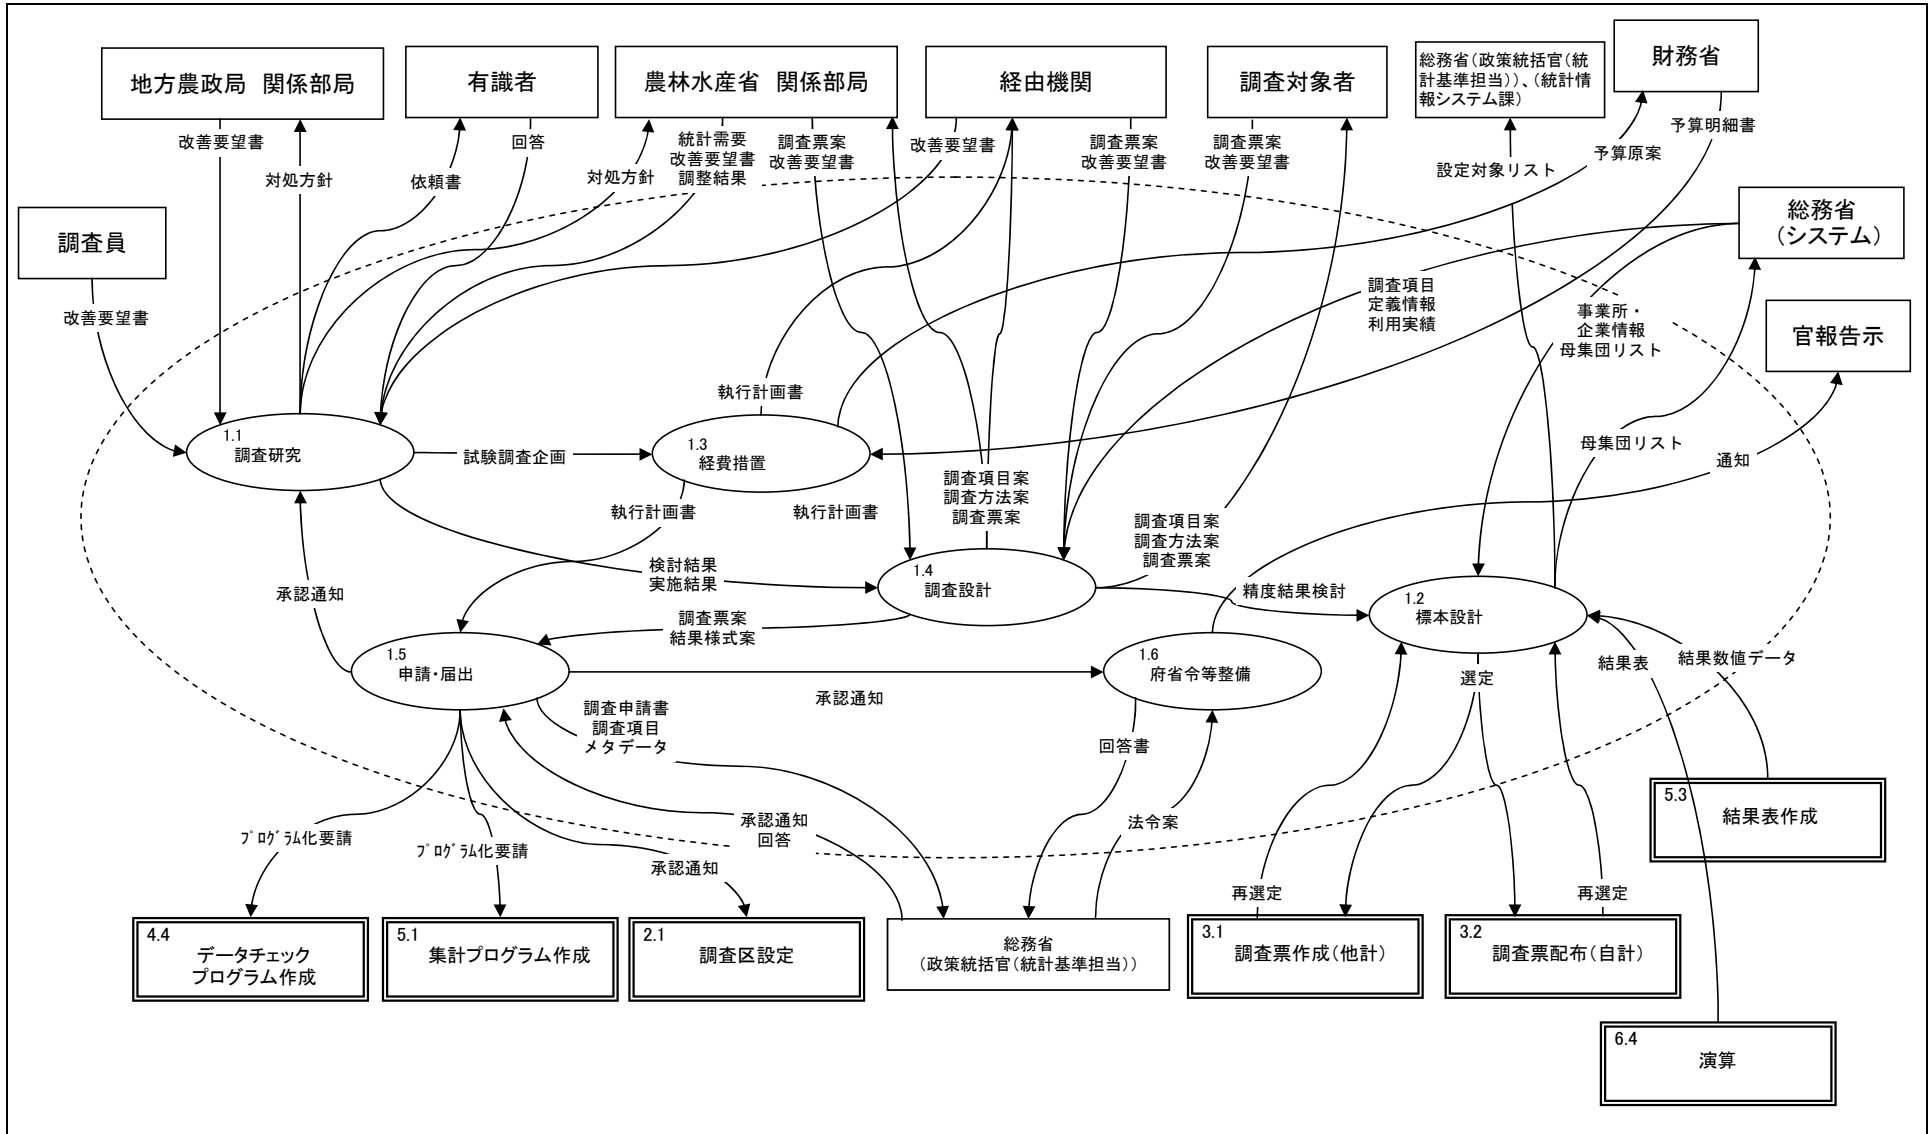 財務省
地方農政局　関係部局
有識者
農林水産省　関係部局
経由機関
調査対象者
総務省（政策統括官（統
計基準担当））、（統計情
報システム課）
改善要望書
対処方針
依頼書
回答
対処方針
統計需要
改善要望書
調整結果
調査票案
改善要望書
改善要望書
調査票案
改善要望書
調査票案
改善要望書
設定対象リスト
予算原案
予算明細書
調査員
総務省
（システム）
改善要望書
調査項目
定義情報
利用実績
事業所・
企業情報
母集団リスト
官報告示
執行計画書
1.1
調査研究
試験調査企画
1.3
経費措置
母集団リスト
通知
執行計画書
執行計画書
調査項目案
調査方法案
調査票案
調査項目案
調査方法案
調査票案
検討結果
実施結果
1.4
調査設計
精度結果検討
1.2
標本設計
承認通知
調査票案
結果様式案
1.5
申請・届出
承認通知
1.6
府省令等整備
選定
結果表
結果数値データ
調査申請書
調査項目
メタデータ
回答書
プログラム化要請
プログラム化要請
承認通知
承認通知
回答
法令案
再選定
再選定
5.3
結果表作成
4.4
データチェック
プログラム作成
5.1
集計プログラム作成
2.1
調査区設定
総務省
（政策統括官（統計基準担当））
3.1
調査票作成（他計）
3.2
調査票配布（自計）
6.4
演算